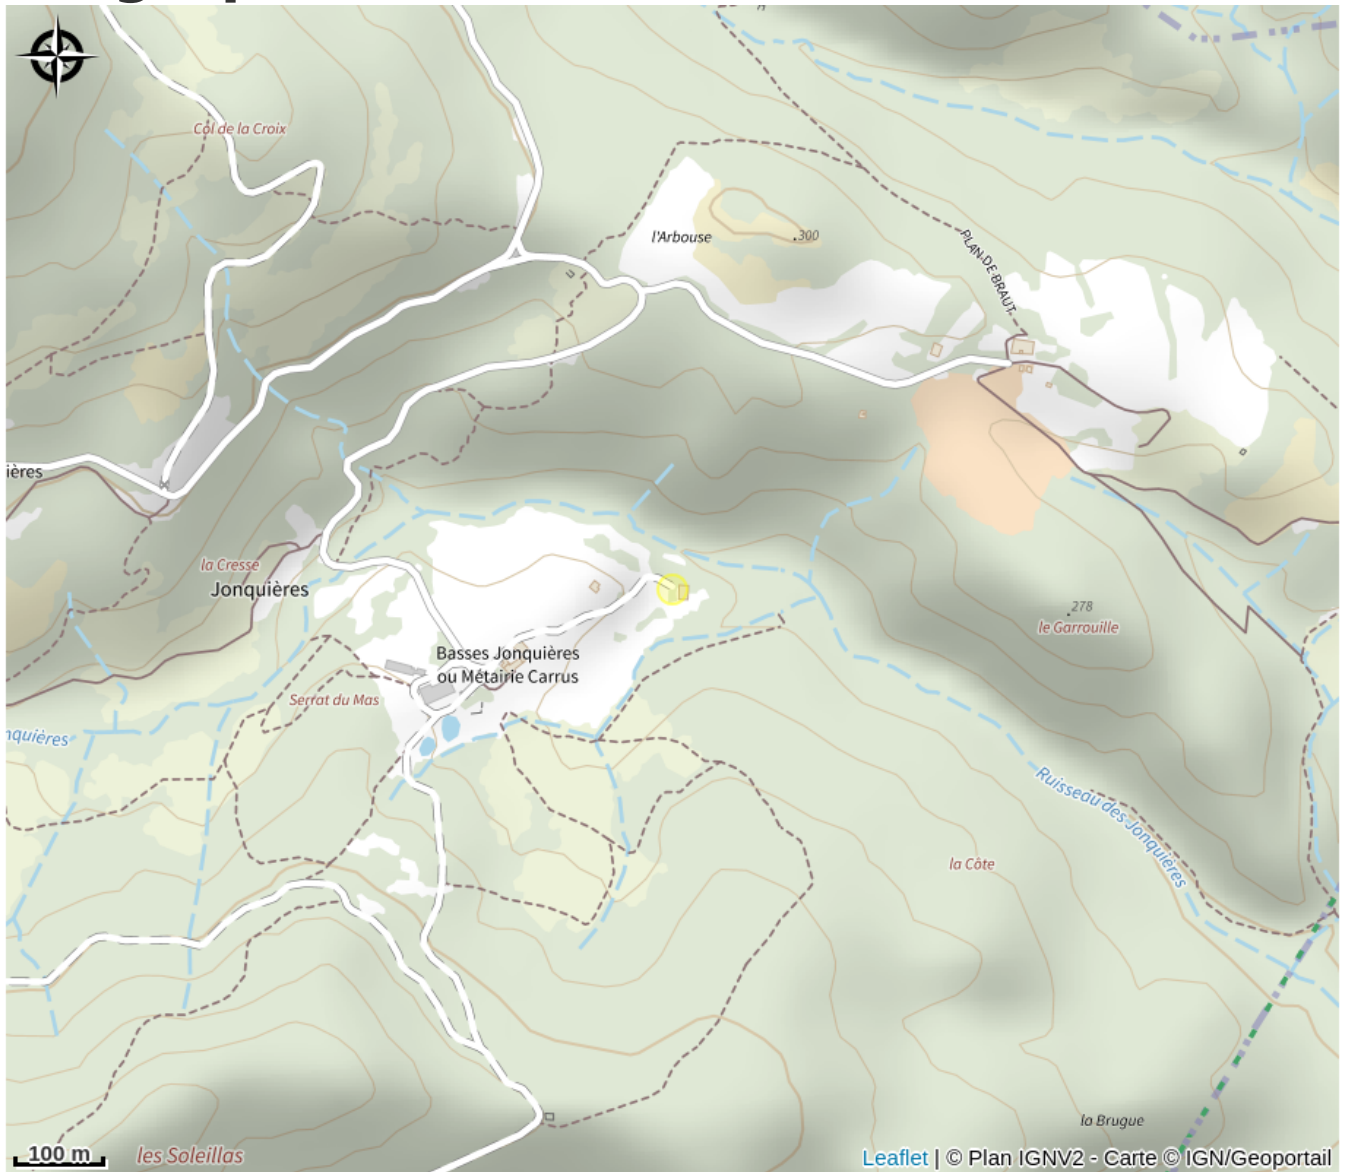 Col de la Croix
l'Arbouse
300
PLAN-DE-BRAUT
ières
la Cresse
Jonquières
278
le Garrouille
Basses Jonquières
ou Métairie Carrus
Serrat du Mas
nquières
Ruisseau des Jonquières
la Côte
la Brugue
100 m
les Soleillas
Leaflet | © Plan IGNV2 - Carte © IGN/Geoportail